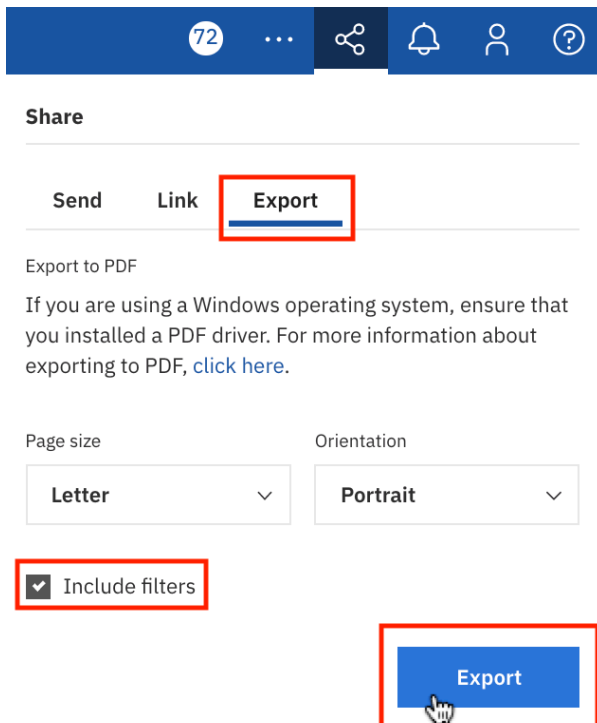 72
Share
Send Link Export
Export to PDF
If you are using a Windows operating system, ensure that
you installed a PDF driver. For more information about
exporting to PDF, click here.
Page size Orientation
Letter Portrait
Include filters
Export